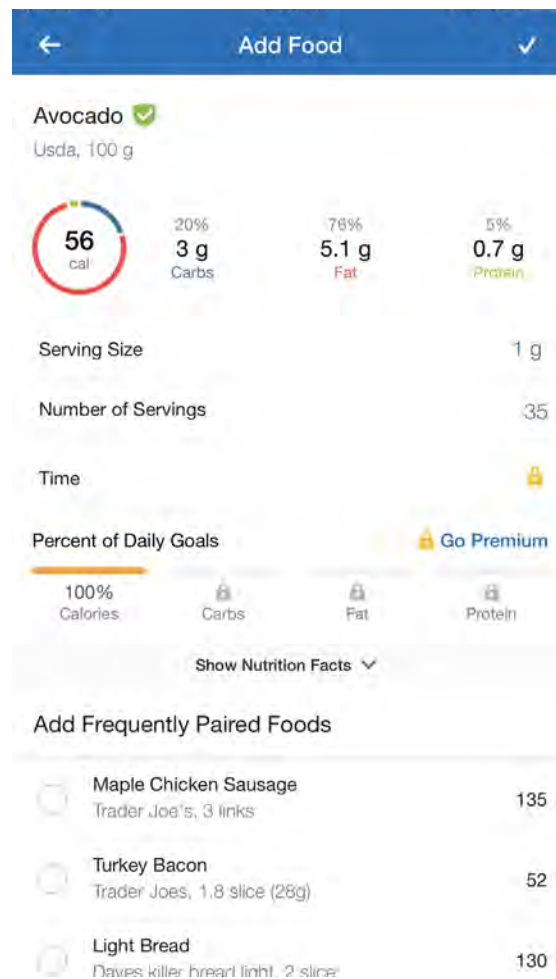 Add Food
Avocado
Usda, 100 g
56
cal
20%
3 g
Carbs
76%
5.1 g
Fat
5%
0.7 g
Protein
Serving Size 1 g
Number of Servings 35
Time
Percent of Daily Goals Go Premium
100%
Calories Carbs Fat Protein
Show Nutrition Facts
Add Frequently Paired Foods
Maple Chicken Sausage
Trader Joe's, 3 links
135
Turkey Bacon
Trader Joes, 1.8 slice (28g)
52
Light Bread
Daves killer bread light, 2 slice
130